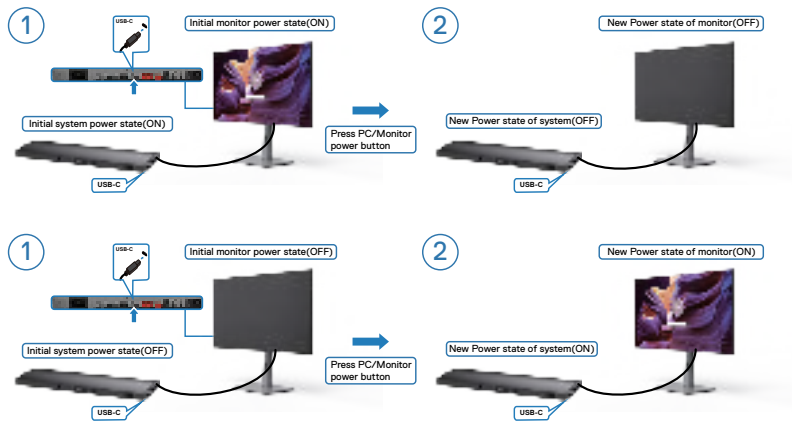 1
USB-C
Initial monitor power state(ON)
Initial system power state(ON)
USB-C
Press PC/Monitor
power button
2
New Power state of monitor(OFF)
New Power state of system(OFF)
USB-C
1
USB-C
Initial monitor power state(OFF)
Initial system power state(OFF)
USB-C
Press PC/Monitor
power button
2
New Power state of monitor(ON)
New Power state of system(ON)
USB-C